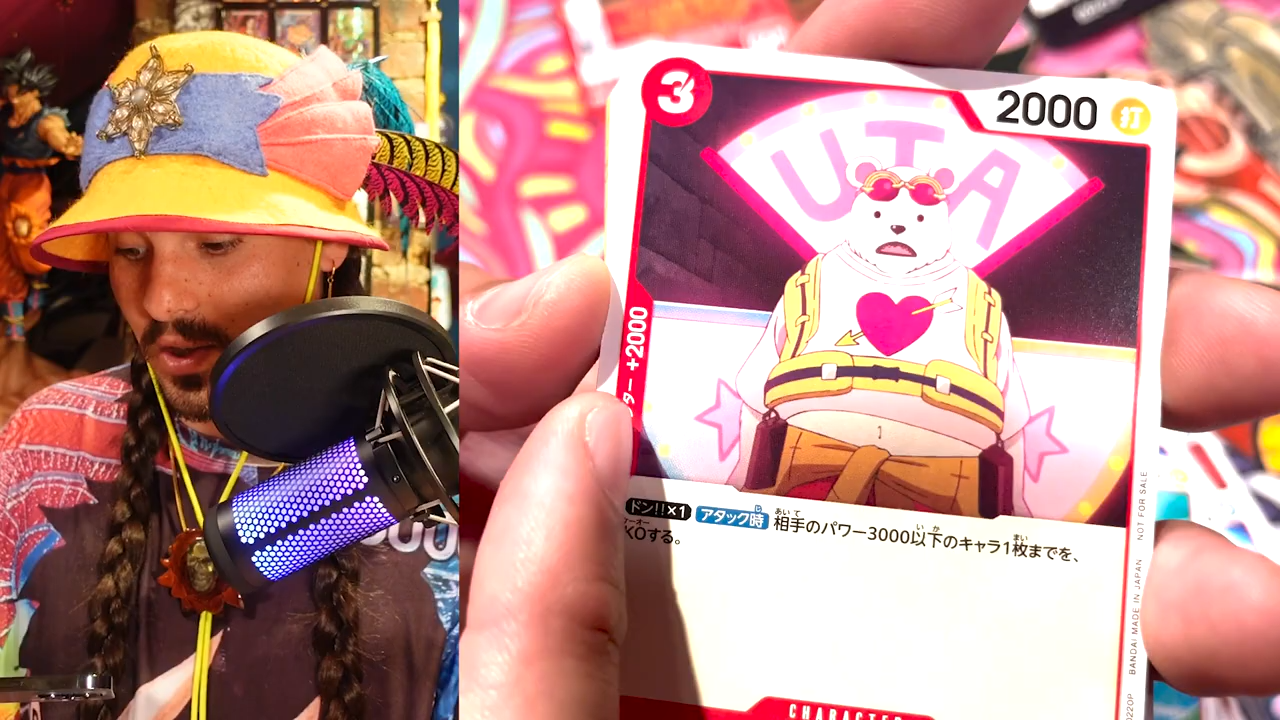 3
2000 打
UTA
ター +2000
ドン!!×1 アタック時 相手のパワー3000以下のキャラ1枚までを、
KOする。
CHARACTER
BANDAI MADE IN JAPAN NOT FOR SALE